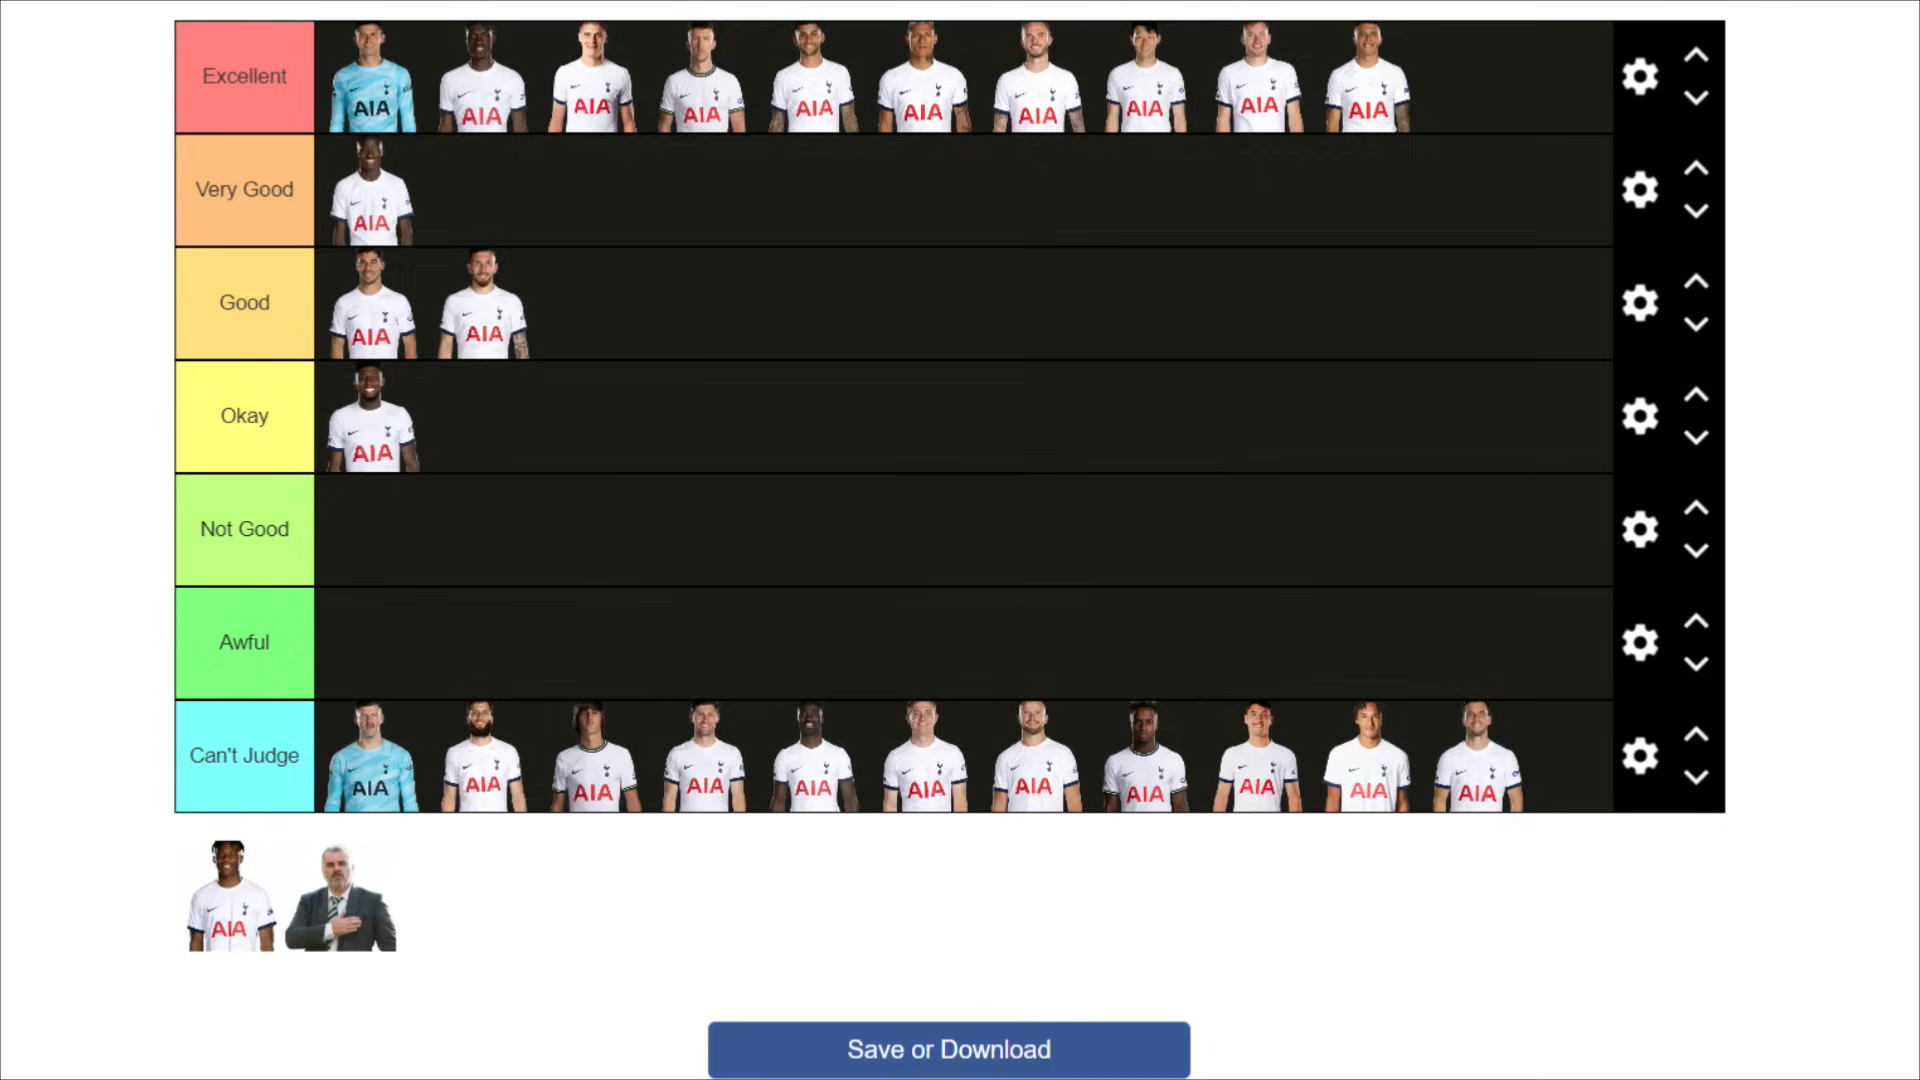 Excellent
AIA AIA AIA AIA AIA AIA AIA AIA AIA AIA
Very Good
AIA
Good
AIA AIA
Okay
AIA
Not Good
Awful
Can't Judge
AIA AIA AIA AIA AIA AIA AIA AIA AIA AIA AIA
AIA
Save or Download